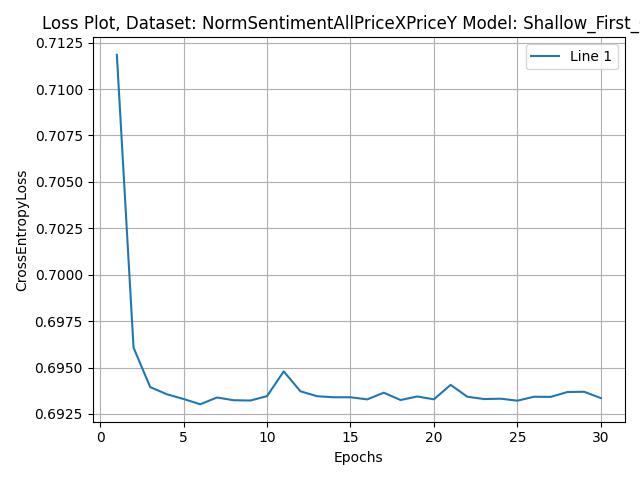 Loss Plot, Dataset: NormSentimentAllPriceXPriceY Model: Shallow_First_
Line 1
0.7125
0.7100
0.7075
0.7050
0.7025
0.7000
0.6975
0.6950
0.6925
CrossEntropyLoss
0 5 10 15 20 25 30
Epochs